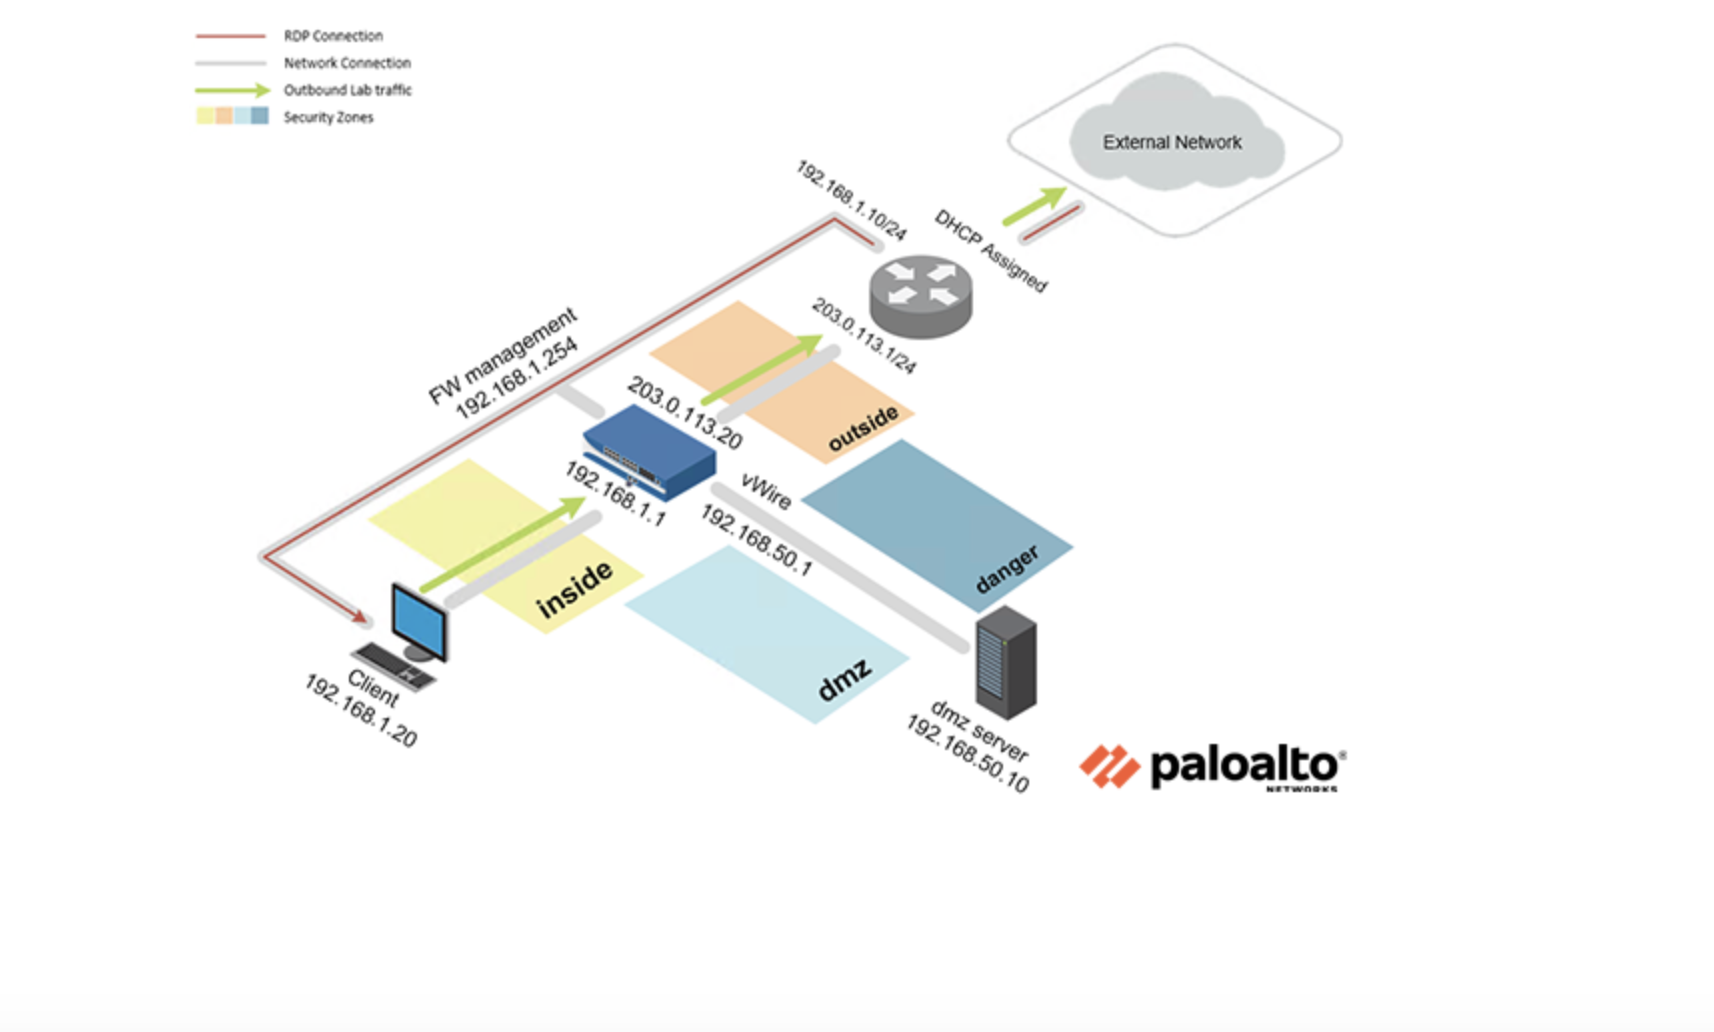 RDP Connection
Network Connection
Outbound Lab traffic
Security Zones
External Network
192.168.1.10/24
DHCP Assigned
203.0.113.1/24
FW management
192.168.1.254
203.0.113.20
outside
192.168.1.1
vWire
192.168.50.1
danger
inside
dmz
Client
192.168.1.20
dmz server
192.168.50.10
paloalto®
NETWORKS